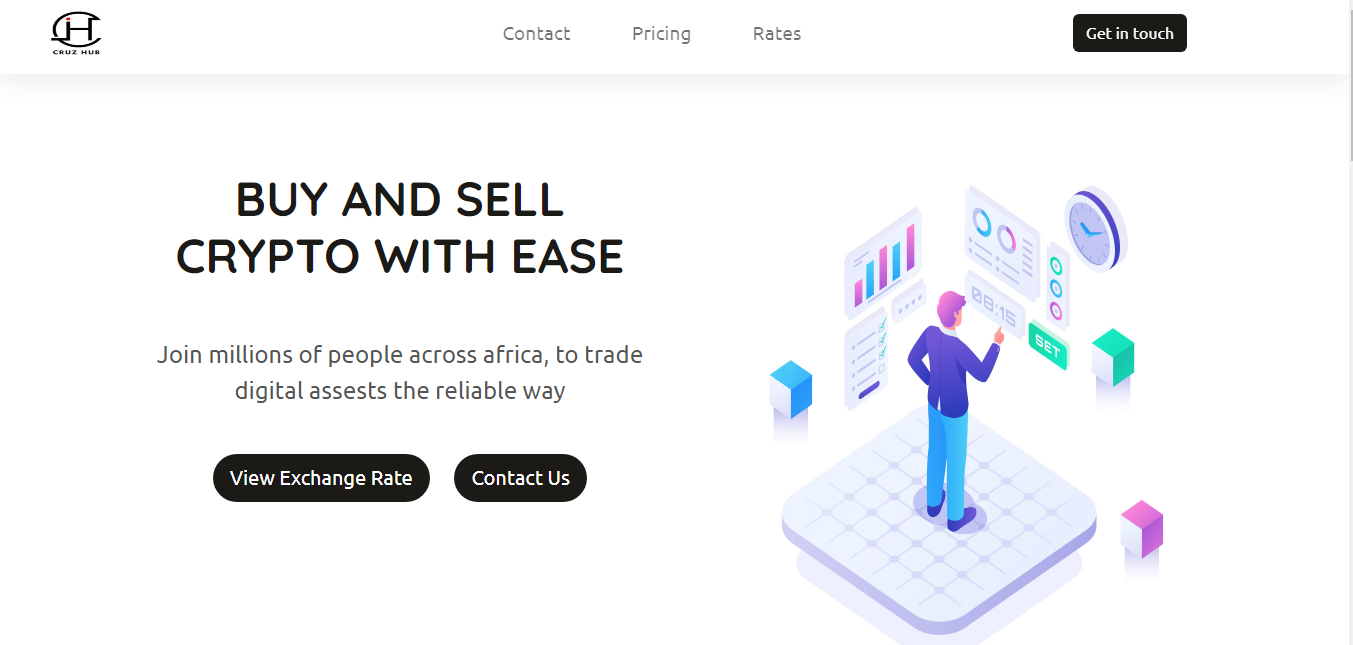 CRUZ HUB
Contact
Pricing
Rates
Get in touch
BUY AND SELL
CRYPTO WITH EASE
Join millions of people across africa, to trade
digital assests the reliable way
View Exchange Rate
Contact Us
08:15
SET